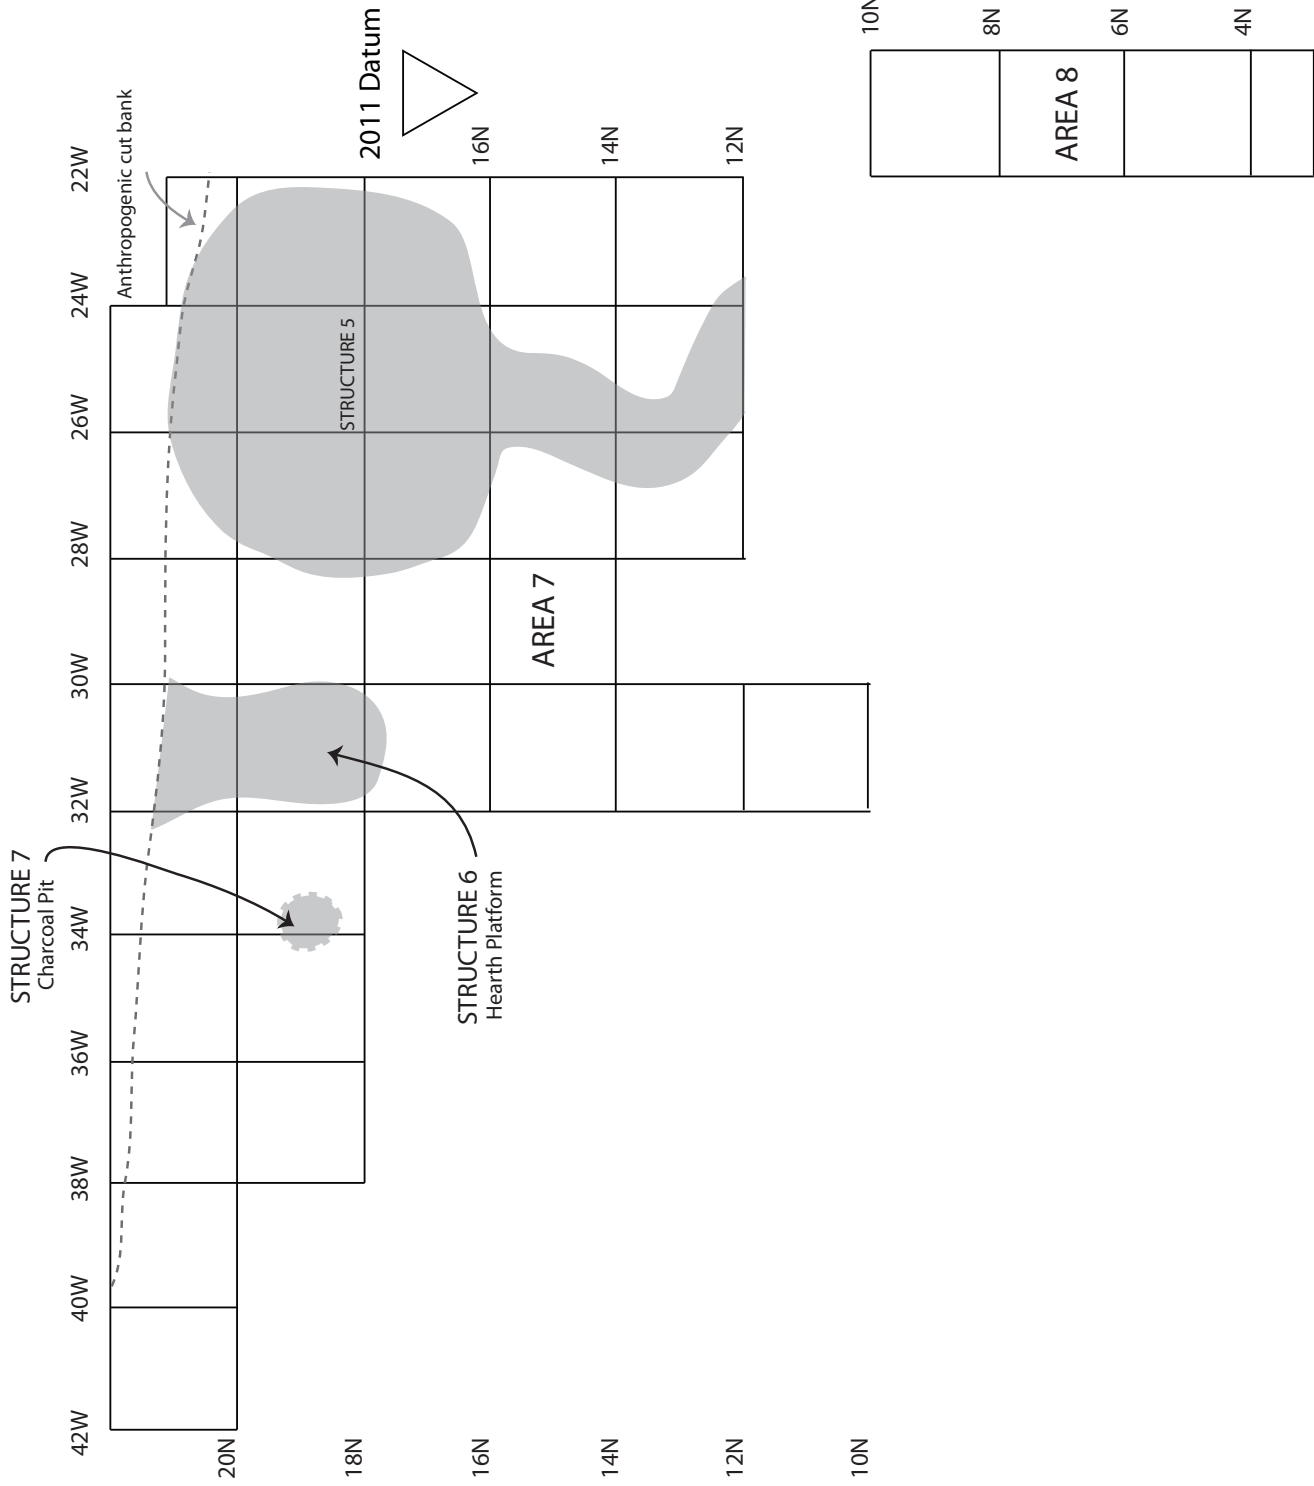 STRUCTURE 7
Charcoal Pit
42W
40W
38W
36W
34W
32W
30W
28W
26W
24W
22W
Anthropogenic cut bank
20N
18N
16N
14N
12N
10N
STRUCTURE 5
2011 Datum
STRUCTURE 6
Hearth Platform
AREA 7
16N
14N
12N
10N
8N
6N
4N
AREA 8